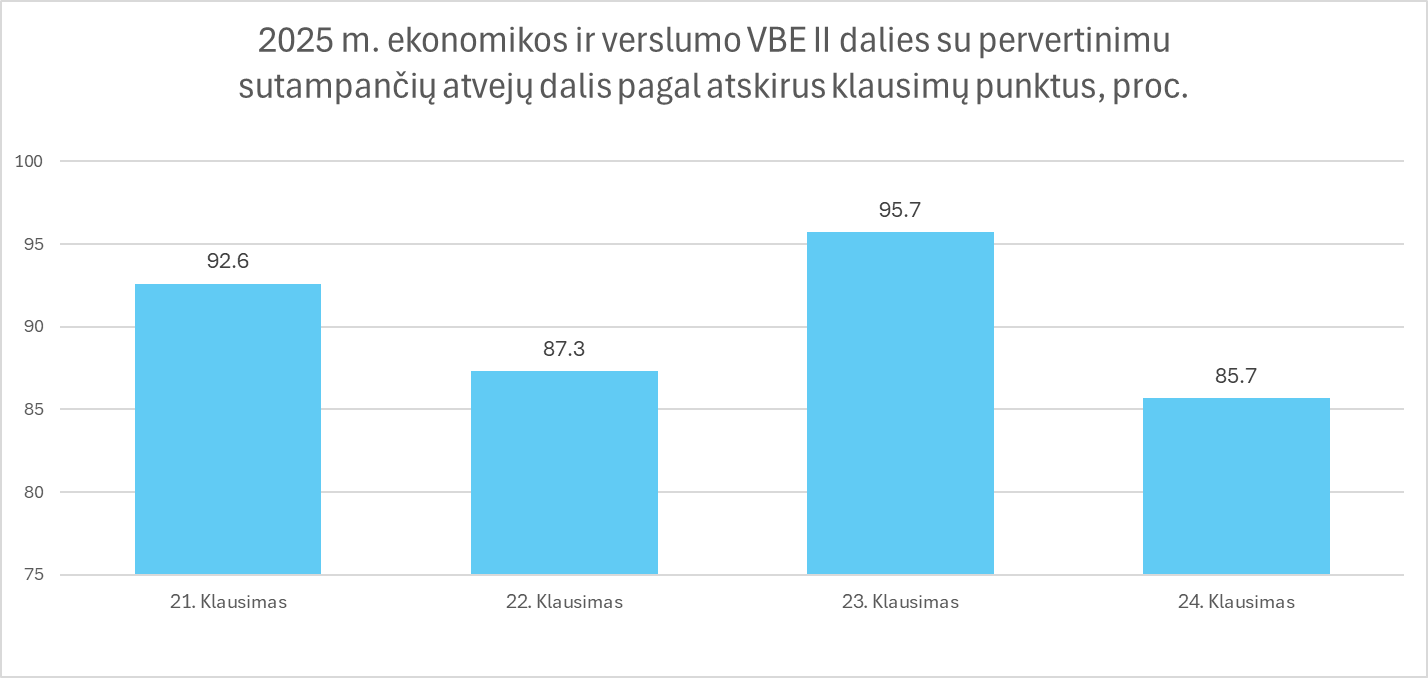 2025 m. ekonomikos ir verslumo VBE II dalies su pervertinimu
sutampančių atvejų dalis pagal atskirus klausimų punktus, proc.
100
95
90
85
80
75
92.6
87.3
95.7
85.7
21. Klausimas
22. Klausimas
23. Klausimas
24. Klausimas